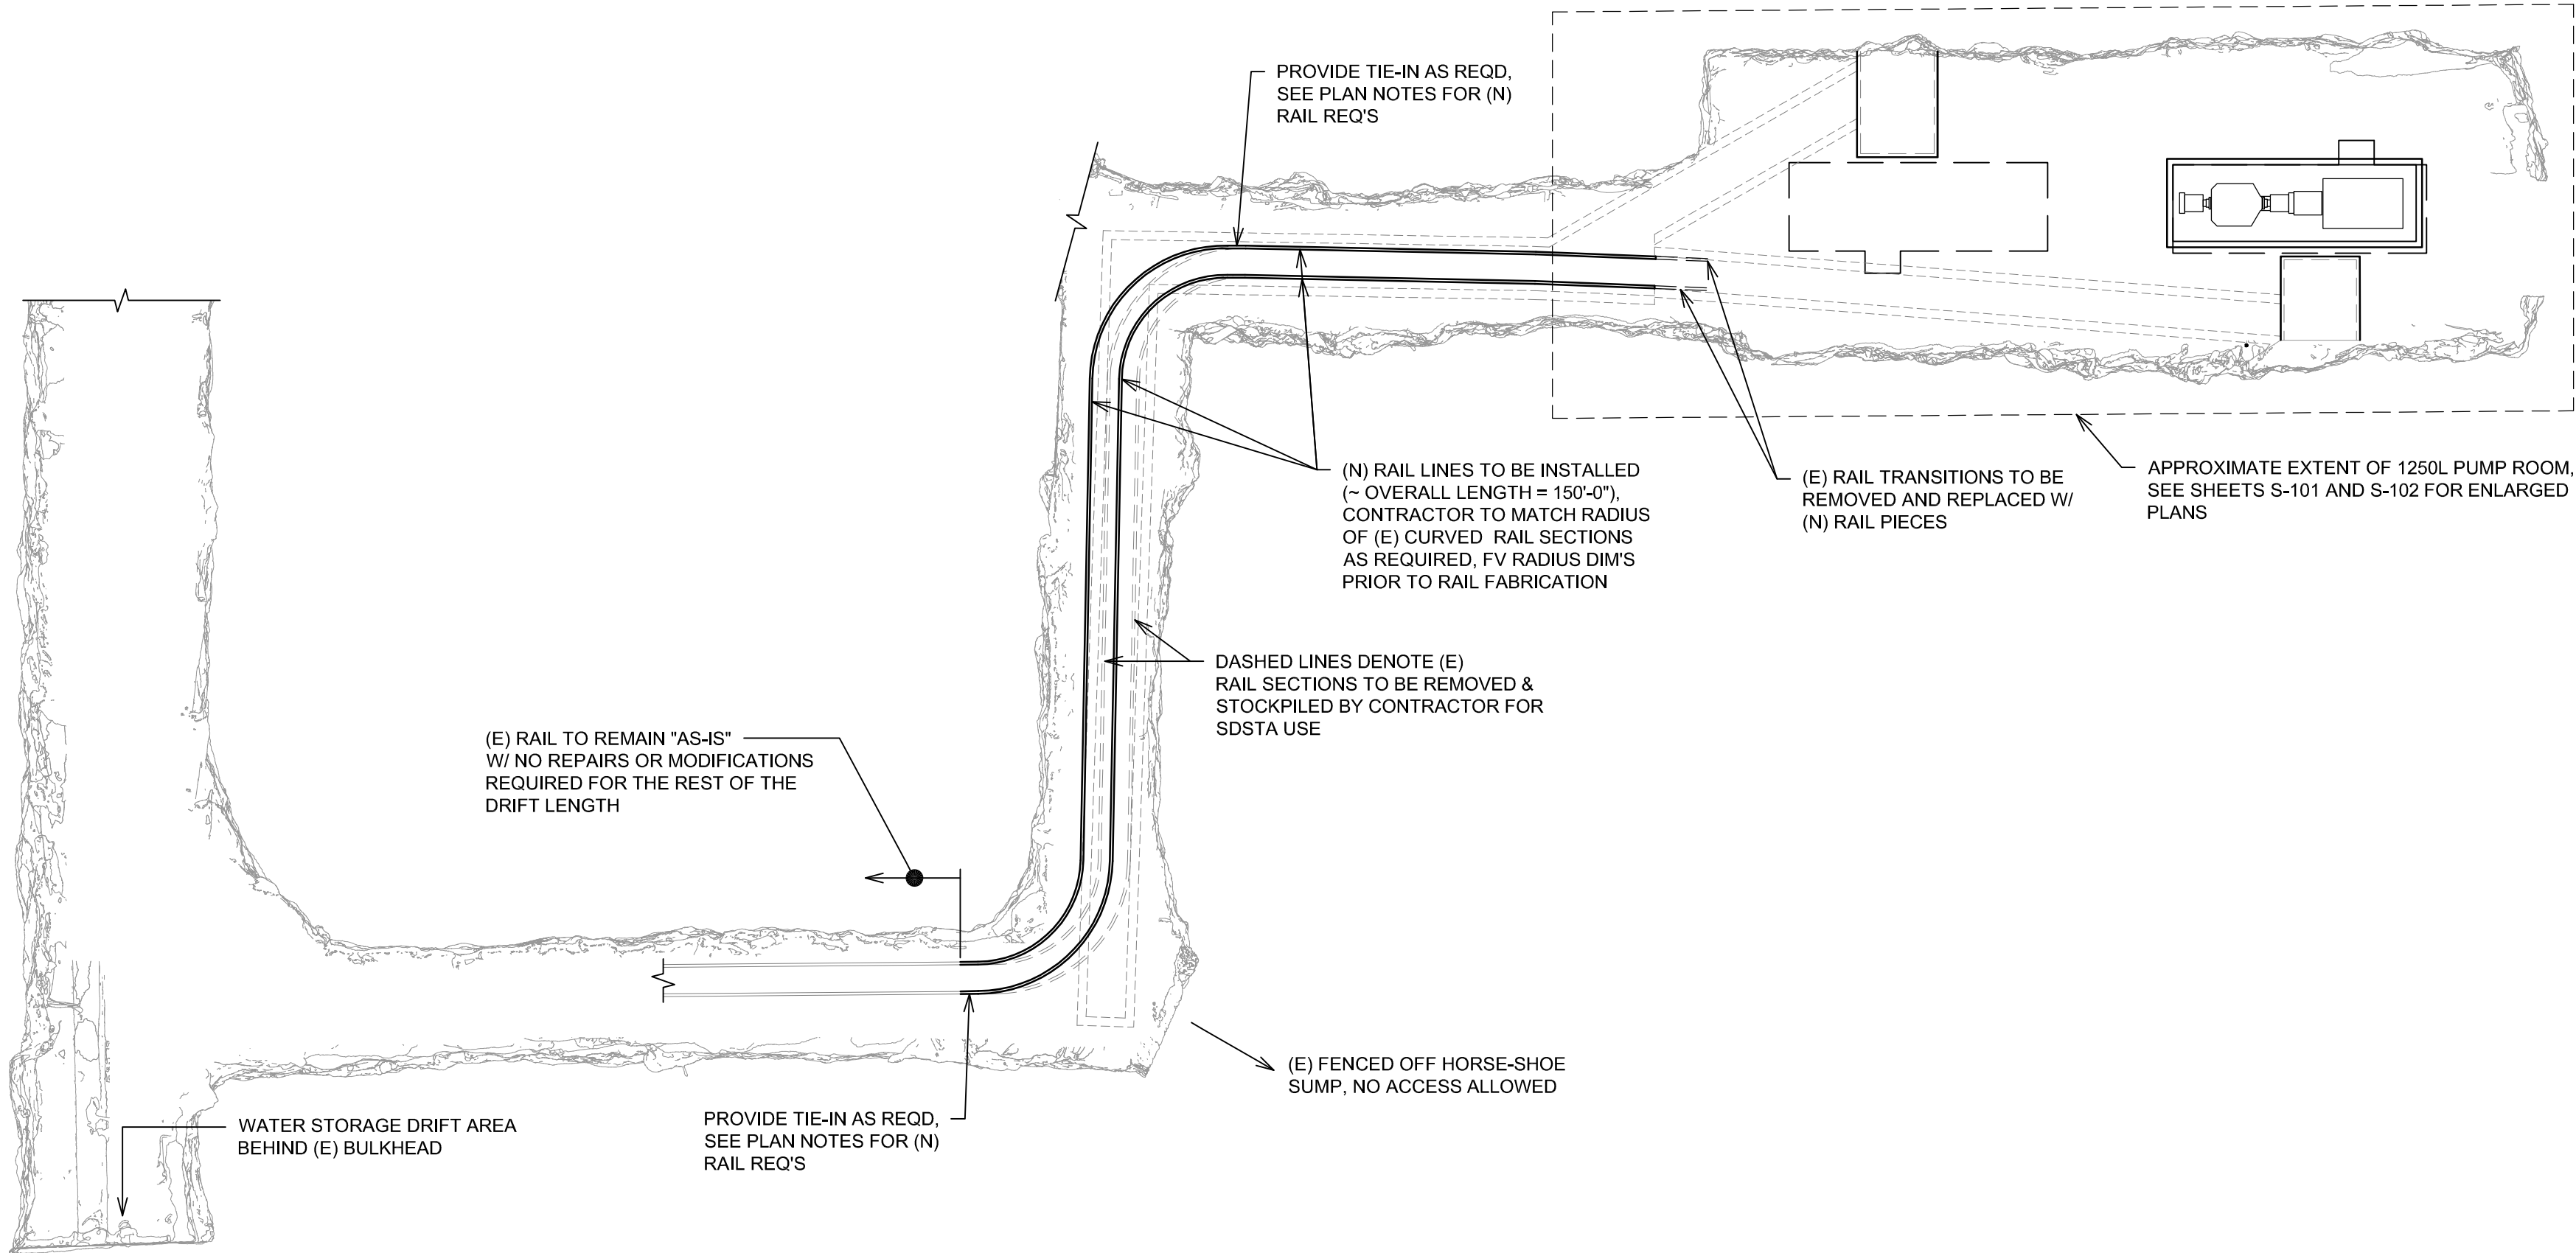 PROVIDE TIE-IN AS REQD,
SEE PLAN NOTES FOR (N)
RAIL REQ'S
(N) RAIL LINES TO BE INSTALLED
(~ OVERALL LENGTH = 150'-0"),
CONTRACTOR TO MATCH RADIUS
OF (E) CURVED RAIL SECTIONS
AS REQUIRED, FV RADIUS DIM'S
PRIOR TO RAIL FABRICATION
(E) RAIL TRANSITIONS TO BE
REMOVED AND REPLACED W/
(N) RAIL PIECES
APPROXIMATE EXTENT OF 1250L PUMP ROOM,
SEE SHEETS S-101 AND S-102 FOR ENLARGED
PLANS
DASHED LINES DENOTE (E)
RAIL SECTIONS TO BE REMOVED &
STOCKPILED BY CONTRACTOR FOR
SDSTA USE
(E) RAIL TO REMAIN "AS-IS"
W/ NO REPAIRS OR MODIFICATIONS
REQUIRED FOR THE REST OF THE
DRIFT LENGTH
(E) FENCED OFF HORSE-SHOE
SUMP, NO ACCESS ALLOWED
WATER STORAGE DRIFT AREA
BEHIND (E) BULKHEAD
PROVIDE TIE-IN AS REQD,
SEE PLAN NOTES FOR (N)
RAIL REQ'S